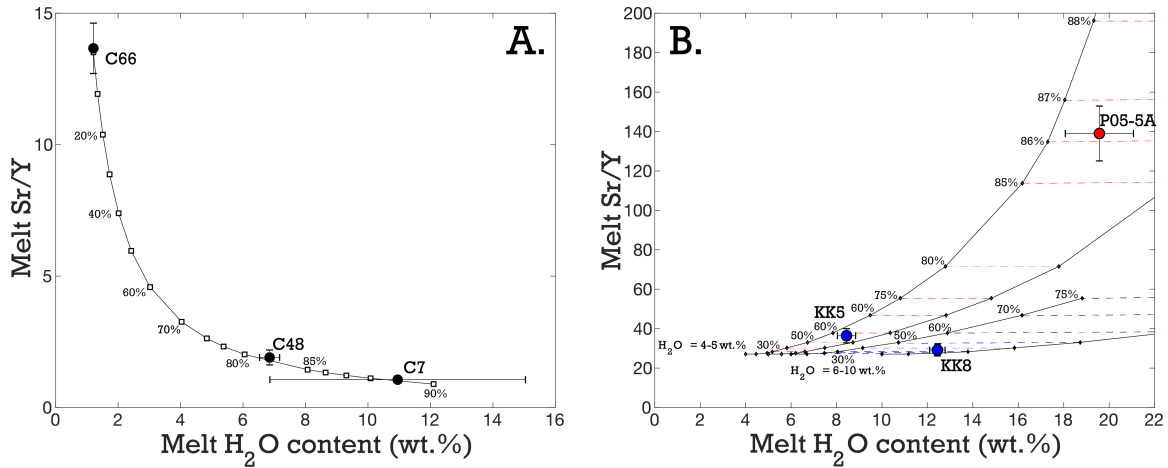 A.
15
10
5
0
Melt Sr/Y
C66
20%
40%
60%
70%
80%
85%
90%
C48
C7
0 2 4 6 8 10 12 14 16
Melt H₂O content (wt.%)
B.
200
180
160
140
120
100
80
60
40
20
0
Melt Sr/Y
88%
87%
P05-5A
86%
85%
80%
75%
75%
70%
60%
KK5
60%
60%
50%
50%
H₂O = 4-5 wt.%
30%
30%
KK8
H₂O = 6-10 wt.%
0 2 4 6 8 10 12 14 16 18 20 22
Melt H₂O content (wt.%)